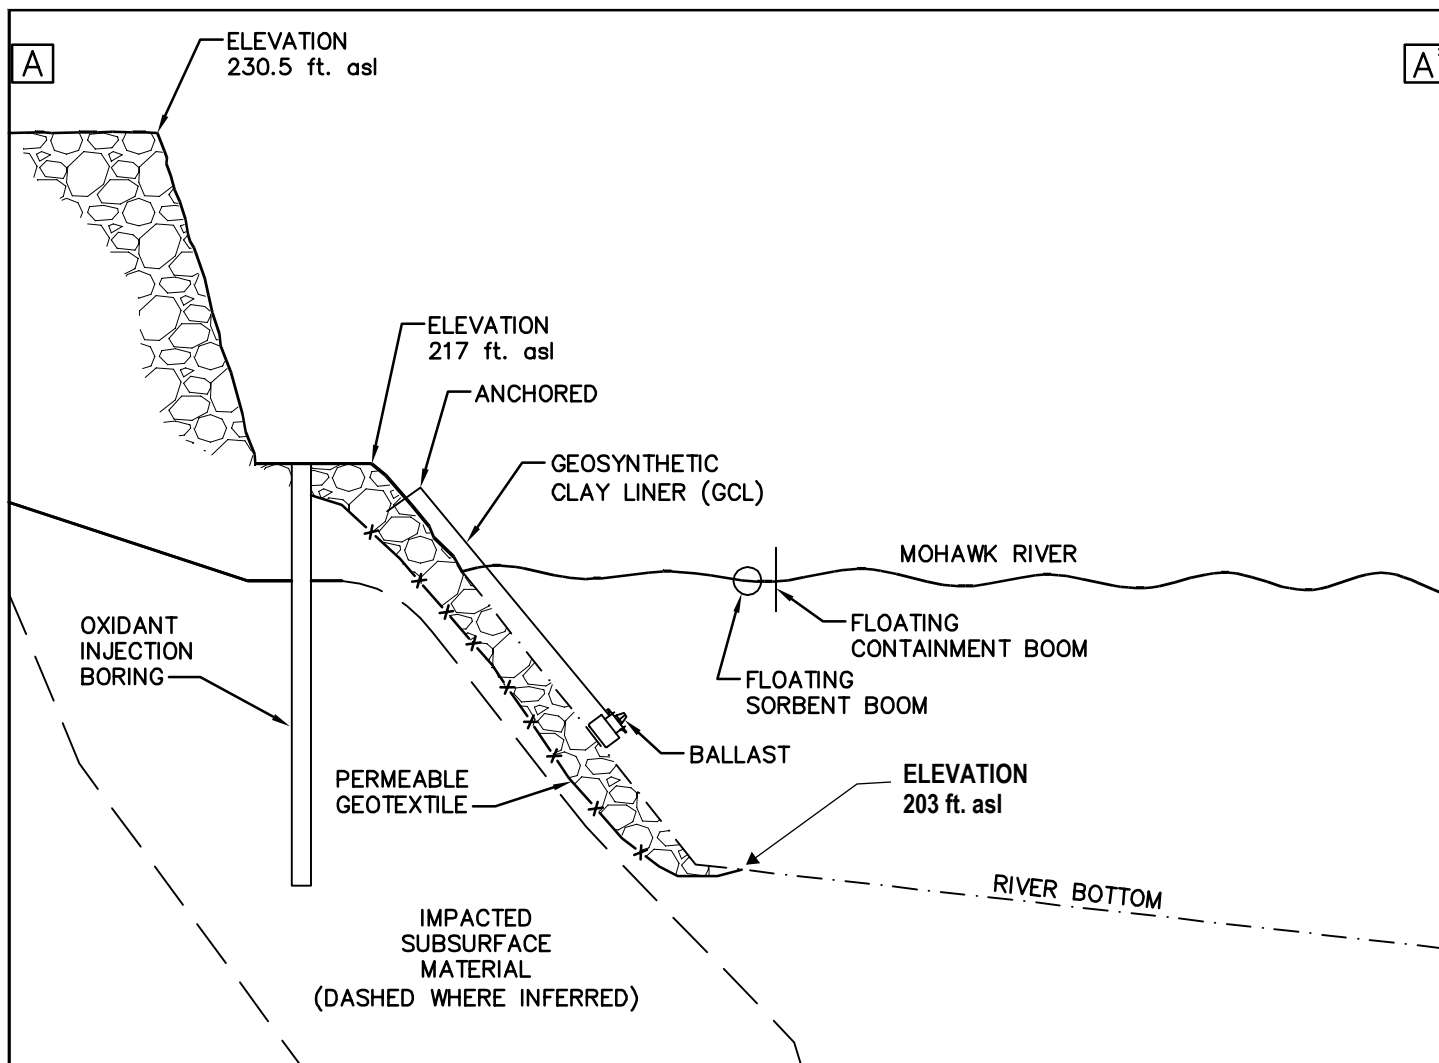 A
A'
ELEVATION
230.5 ft. asl
ELEVATION
217 ft. asl
ANCHORED
GEOSYNTHETIC
CLAY LINER (GCL)
MOHAWK RIVER
FLOATING
CONTAINMENT BOOM
FLOATING
SORBENT BOOM
OXIDANT
INJECTION
BORING
BALLAST
PERMEABLE
GEOTEXTILE
ELEVATION
203 ft. asl
RIVER BOTTOM
IMPACTED
SUBSURFACE
MATERIAL
(DASHED WHERE INFERRED)